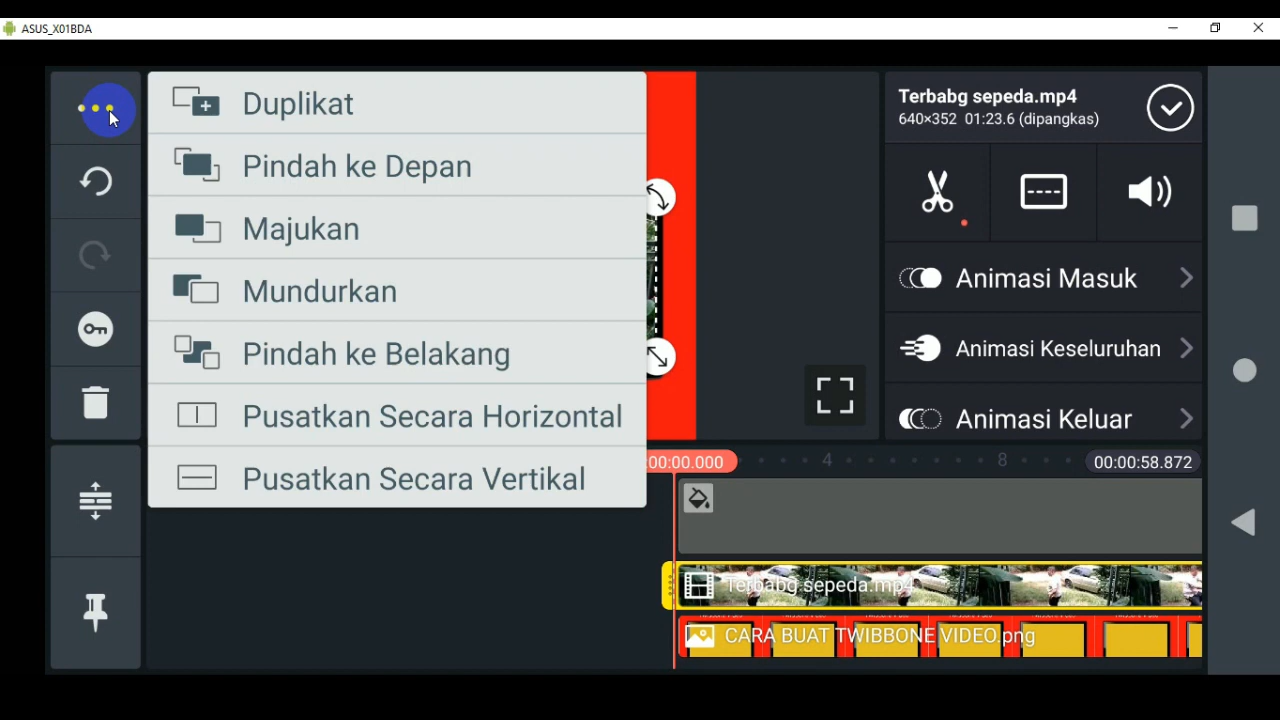 ASUS_X01BDA
Duplikat
Pindah ke Depan
Majukan
Mundurkan
Pindah ke Belakang
Pusatkan Secara Horizontal
Pusatkan Secara Vertikal
Terbabg sepeda.mp4
640×352 01:23.6 (dipangkas)
Animasi Masuk
Animasi Keseluruhan
Animasi Keluar
00:00.000
4
8
00:00:58.872
Terbabg sepeda.mp4
CARA BUAT TWIBBONE VIDEO.png